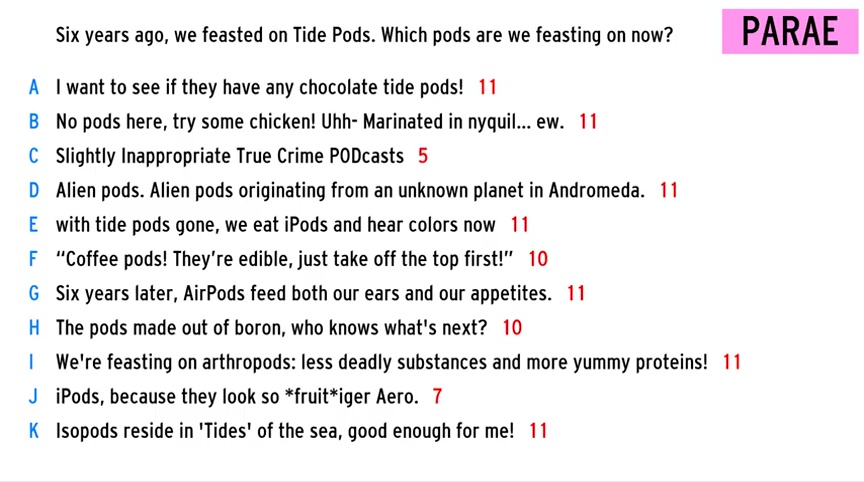 Six years ago, we feasted on Tide Pods. Which pods are we feasting on now?
PARAE
A I want to see if they have any chocolate tide pods! 11
B No pods here, try some chicken! Uhh- Marinated in nyquil... ew. 11
C Slightly Inappropriate True Crime PODcasts 5
D Alien pods. Alien pods originating from an unknown planet in Andromeda. 11
E with tide pods gone, we eat iPods and hear colors now 11
F “Coffee pods! They’re edible, just take off the top first!” 10
G Six years later, AirPods feed both our ears and our appetites. 11
H The pods made out of boron, who knows what's next? 10
I We're feasting on arthropods: less deadly substances and more yummy proteins! 11
J iPods, because they look so *fruit*iger Aero. 7
K Isopods reside in 'Tides' of the sea, good enough for me! 11